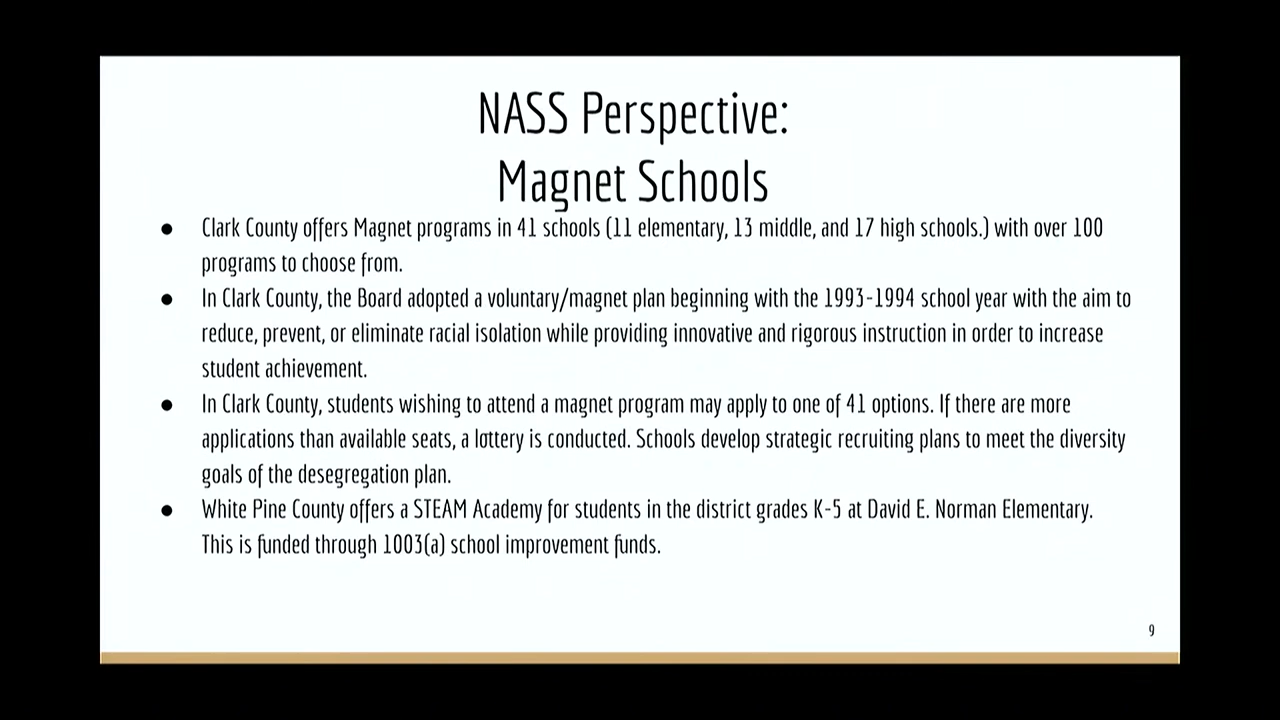 NASS Perspective:
Magnet Schools
● Clark County offers Magnet programs in 41 schools (11 elementary, 13 middle, and 17 high schools.) with over 100
programs to choose from.
● In Clark County, the Board adopted a voluntary/magnet plan beginning with the 1993-1994 school year with the aim to
reduce, prevent, or eliminate racial isolation while providing innovative and rigorous instruction in order to increase
student achievement.
● In Clark County, students wishing to attend a magnet program may apply to one of 41 options. If there are more
applications than available seats, a lottery is conducted. Schools develop strategic recruiting plans to meet the diversity
goals of the desegregation plan.
● White Pine County offers a STEAM Academy for students in the district grades K-5 at David E. Norman Elementary.
This is funded through 1003(a) school improvement funds.
9